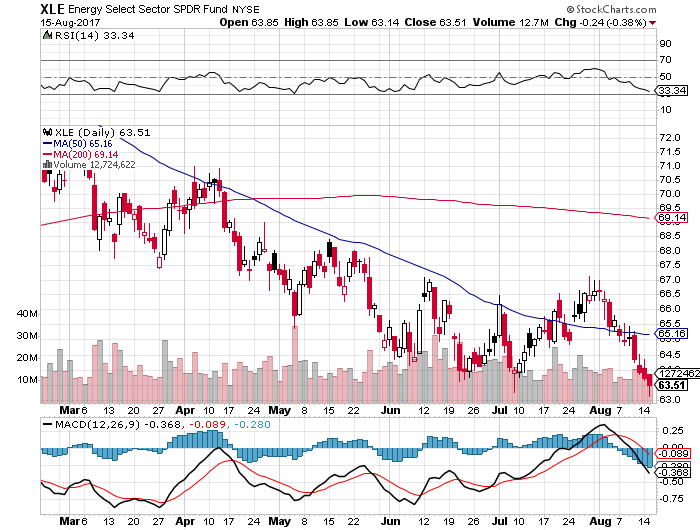 XLE Energy Select Sector SPDR Fund NYSE © StockCharts.com
15-Aug-2017 Open 63.85 High 63.85 Low 63.14 Close 63.51 Volume 12.7M Chg -0.24 (-0.38%)
RSI(14) 33.34
90
70
50
33.34
10
XLE (Daily) 63.51
MA(50) 65.16
MA(200) 69.14
Volume 12,724,622
72.0
71.5
71.0
70.5
70.0
69.5
69.14
68.5
68.0
67.5
67.0
66.5
66.0
65.5
65.16
64.5
1272462
63.51
63.0
40M
30M
20M
10M
Mar 6 13 20 27 Apr 10 17 24 May 8 15 22 Jun 12 19 26 Jul 10 17 24 Aug 7 14
MACD(12,26,9) -0.368, -0.089, -0.280
0.25
0.00
-0.089
-0.368
-0.50
-0.75
Mar 6 13 20 27 Apr 10 17 24 May 8 15 22 Jun 12 19 26 Jul 10 17 24 Aug 7 14